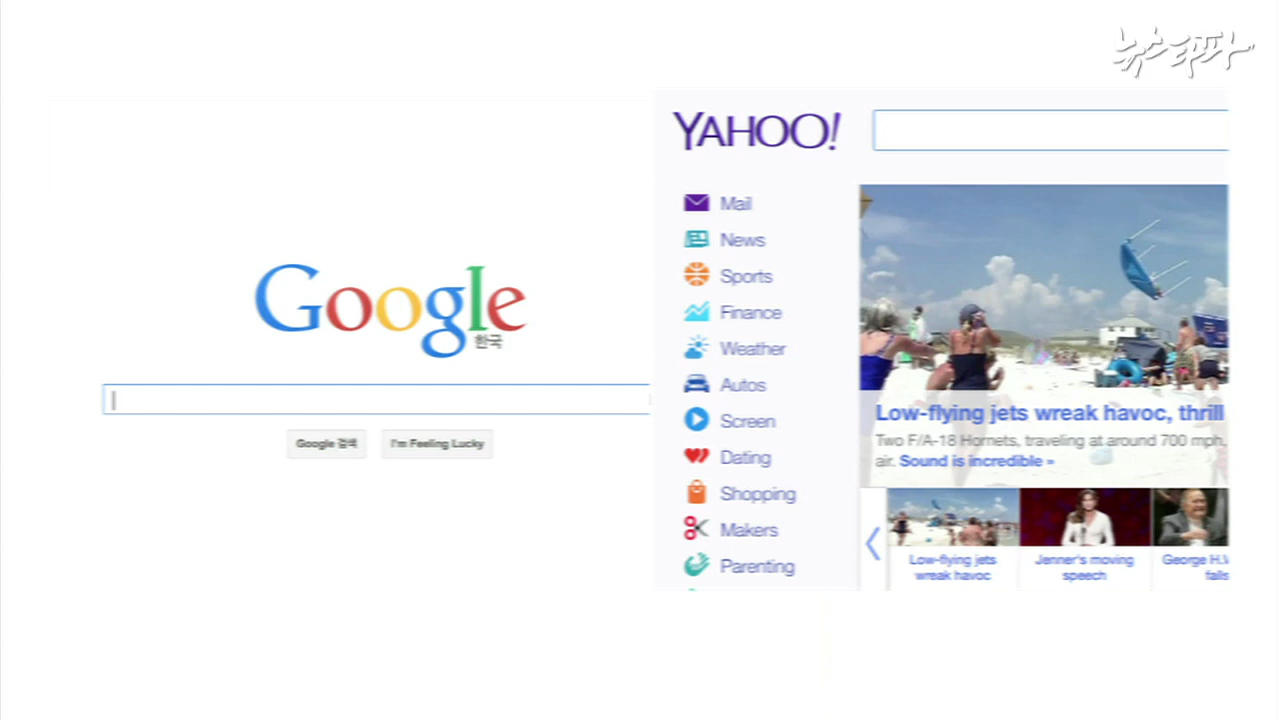 뉴스타파
Google
한국
Google 검색
I'm Feeling Lucky
YAHOO!
Mail
News
Sports
Finance
Weather
Autos
Screen
Dating
Shopping
Makers
Parenting
Low-flying jets wreak havoc, thrill
Two F/A-18 Hornets, traveling at around 700 mph,
air. Sound is incredible »
Low-flying jets
wreak havoc
Jenner's moving
speech
George H.W
falls